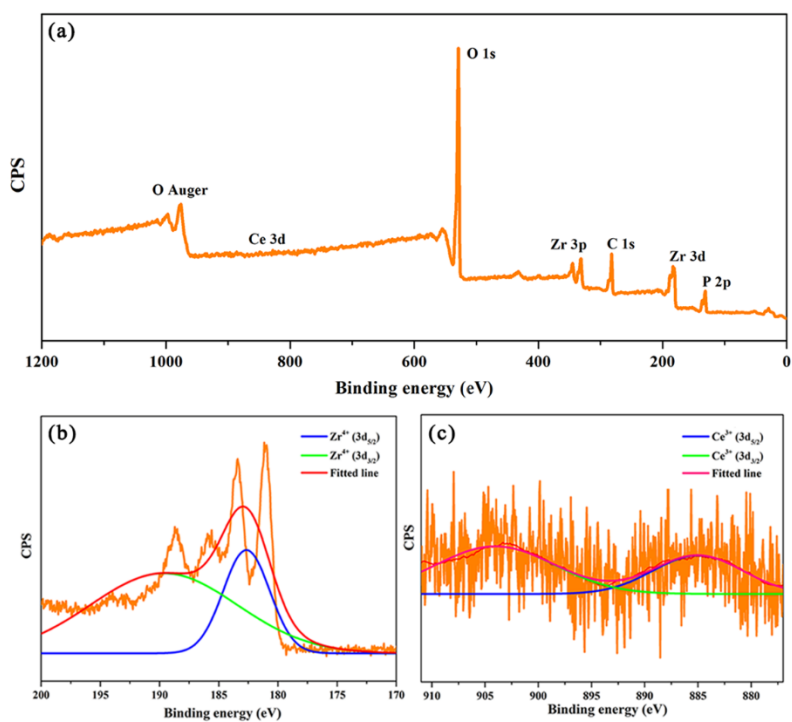 (a)
O 1s
O Auger
Ce 3d
Zr 3p
C 1s
Zr 3d
P 2p
CPS
1200 1000 800 600 400 200 0
Binding energy (eV)
(b)
Zr⁴⁺ (3d₅/₂)
Zr⁴⁺ (3d₃/₂)
Fitted line
CPS
200 195 190 185 180 175 170
Binding energy (eV)
(c)
Ce³⁺ (3d₅/₂)
Ce³⁺ (3d₃/₂)
Fitted line
CPS
910 905 900 895 890 885 880
Binding energy (eV)